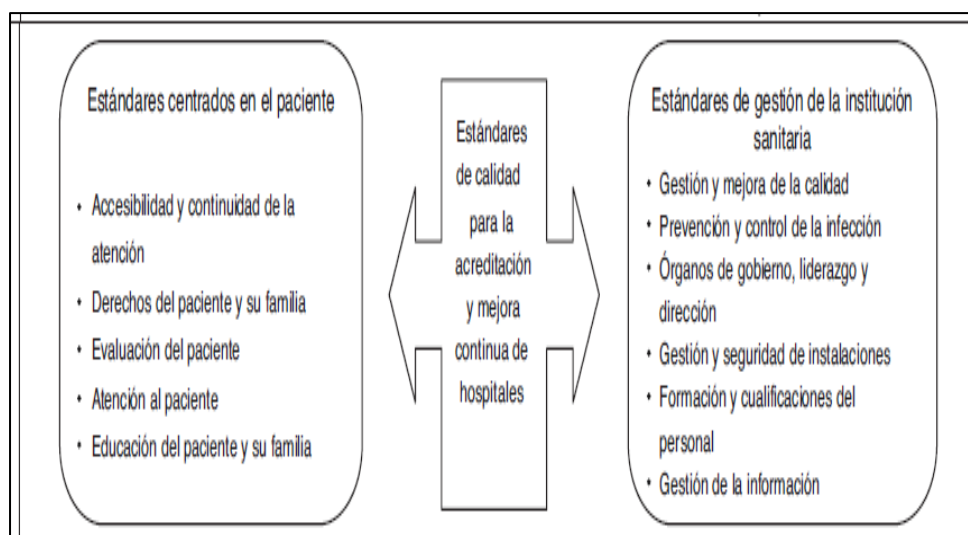 Estándares centrados en el paciente
• Accesibilidad y continuidad de la
atención
• Derechos del paciente y su familia
• Evaluación del paciente
• Atención al paciente
• Educación del paciente y su familia
Estándares
de calidad
para la
acreditación
y mejora
continua de
hospitales
Estándares de gestión de la institución
sanitaria
• Gestión y mejora de la calidad
• Prevención y control de la infección
• Órganos de gobierno, liderazgo y
dirección
• Gestión y seguridad de instalaciones
• Formación y cualificaciones del
personal
• Gestión de la información